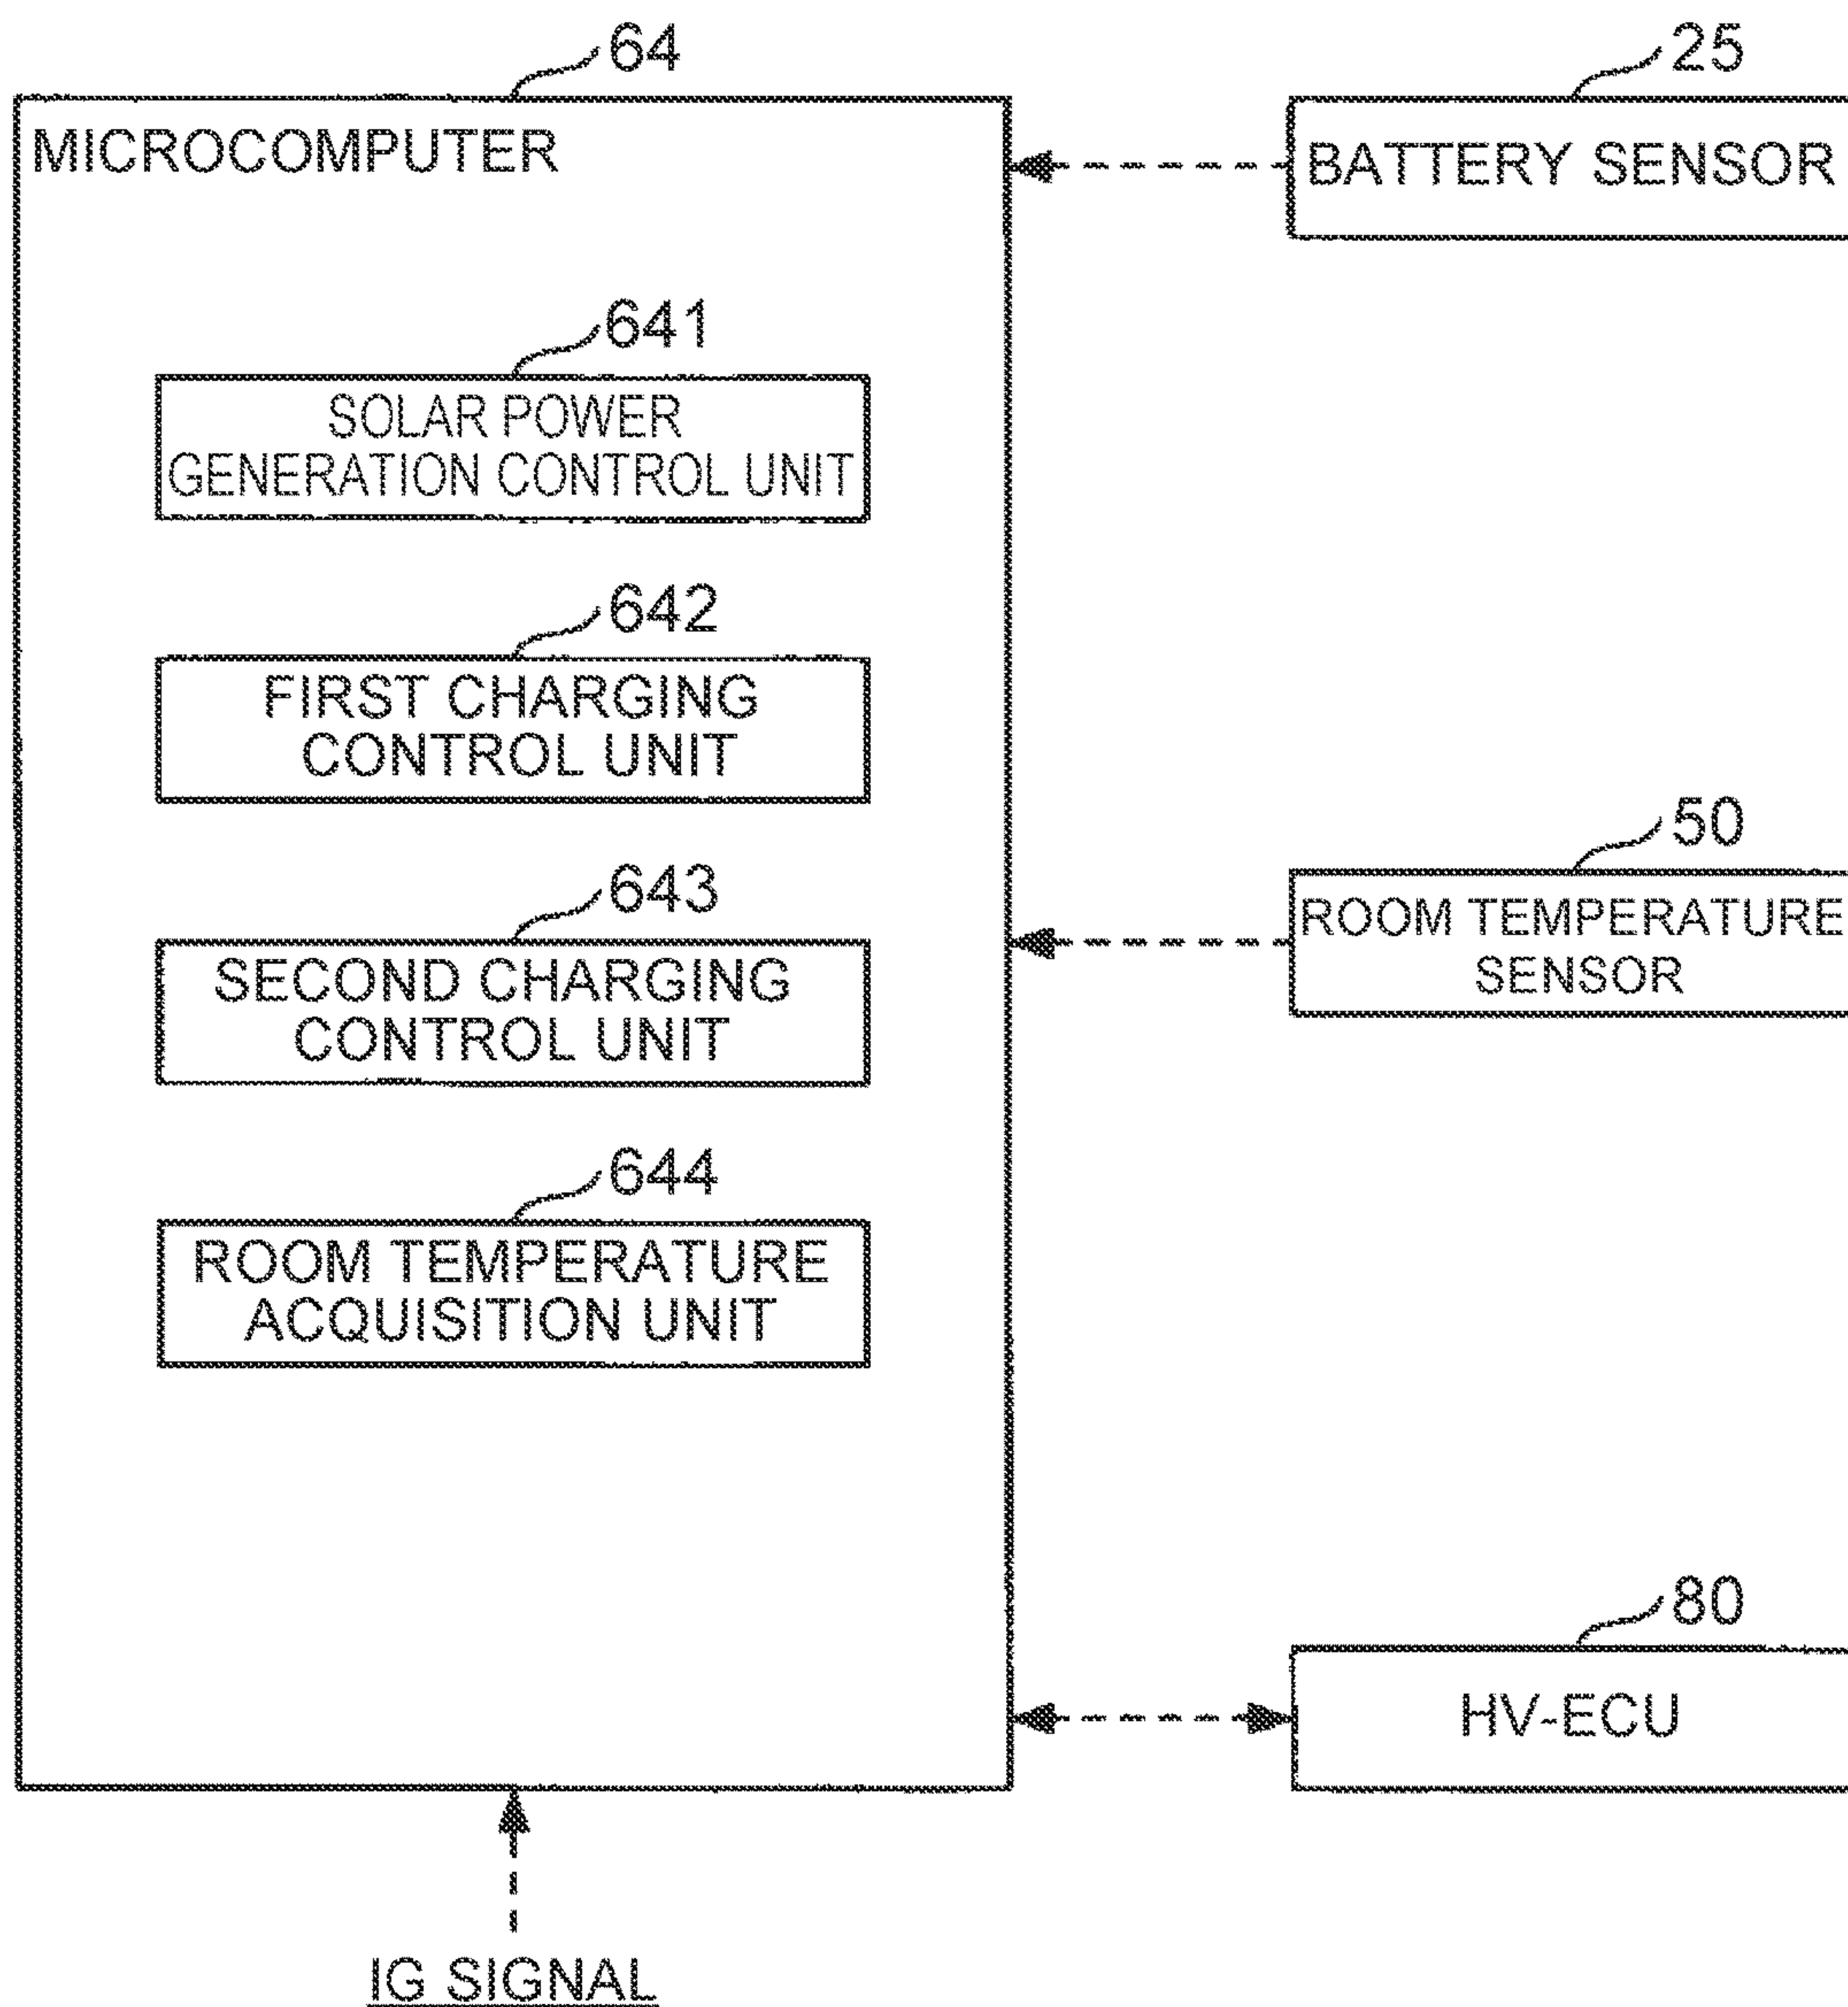 64
MICROCOMPUTER
641
SOLAR POWER
GENERATION CONTROL UNIT
642
FIRST CHARGING
CONTROL UNIT
643
SECOND CHARGING
CONTROL UNIT
644
ROOM TEMPERATURE
ACQUISITION UNIT
25
BATTERY SENSOR
50
ROOM TEMPERATURE
SENSOR
80
HV-ECU
IG SIGNAL